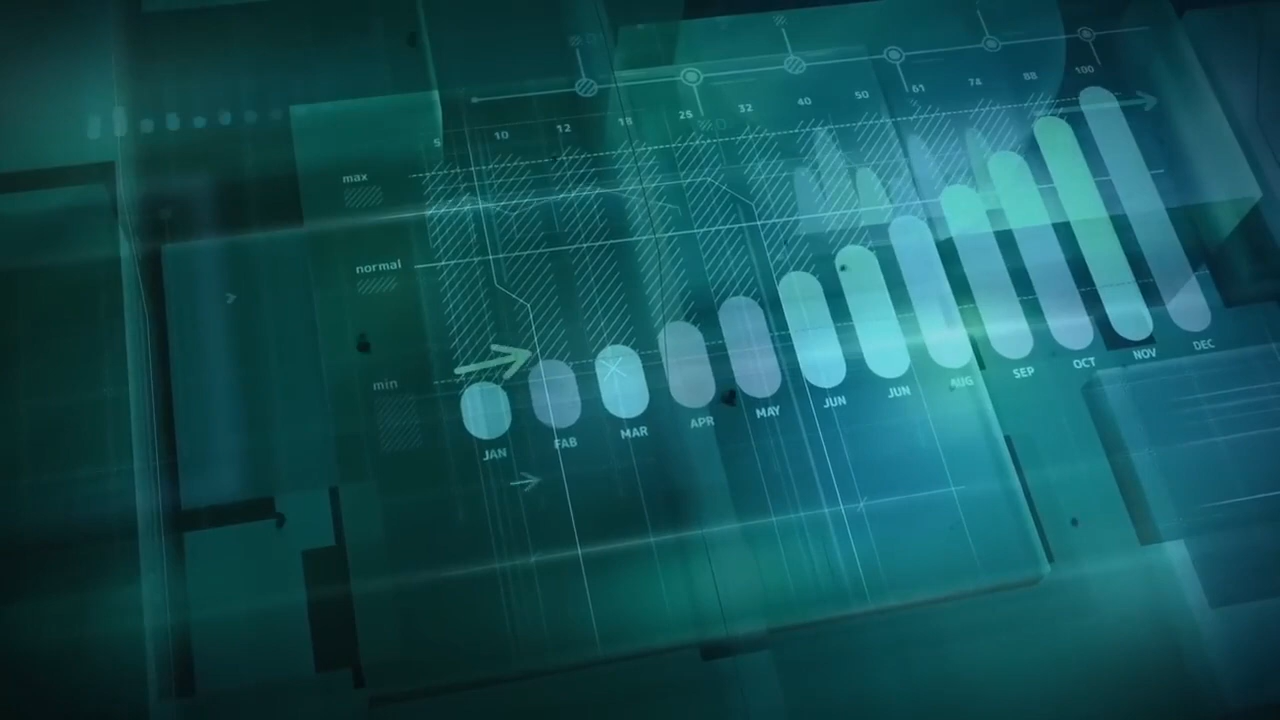 5 10 12 18 25 32 40 50 61 74 88 100
max
normal
min
JAN FAB MAR APR MAY JUN JUN AUG SEP OCT NOV DEC